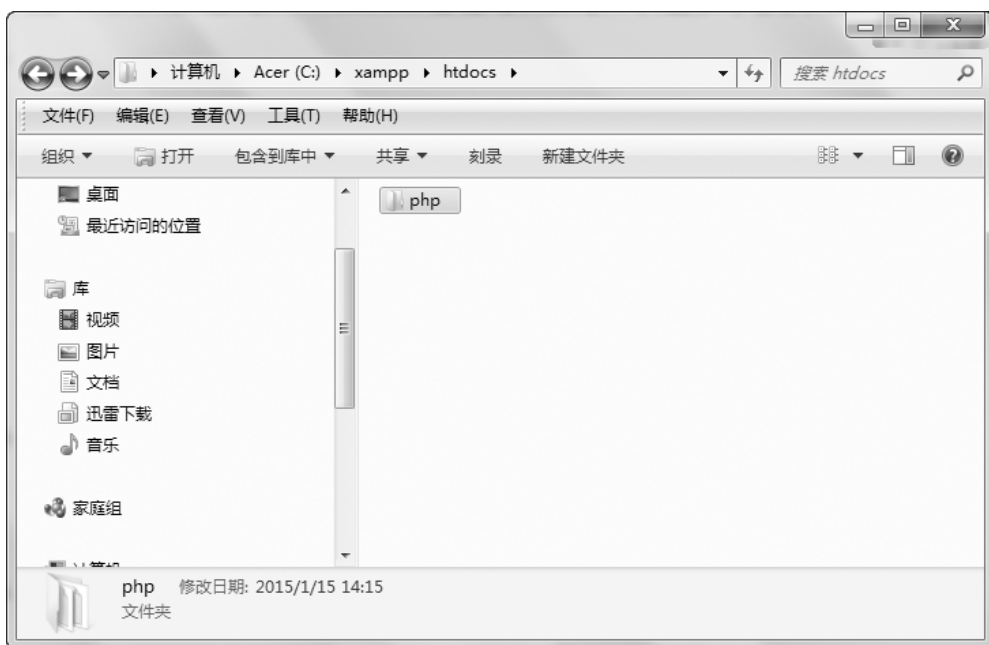 计算机 Acer (C:) xampp htdocs 搜索 htdocs
文件(F) 编辑(E) 查看(V) 工具(T) 帮助(H)
组织 打开 包含到库中 共享 刻录 新建文件夹
桌面
php
最近访问的位置
库
视频
图片
文档
迅雷下载
音乐
家庭组
计算机
php 修改日期: 2015/1/15 14:15
文件夹